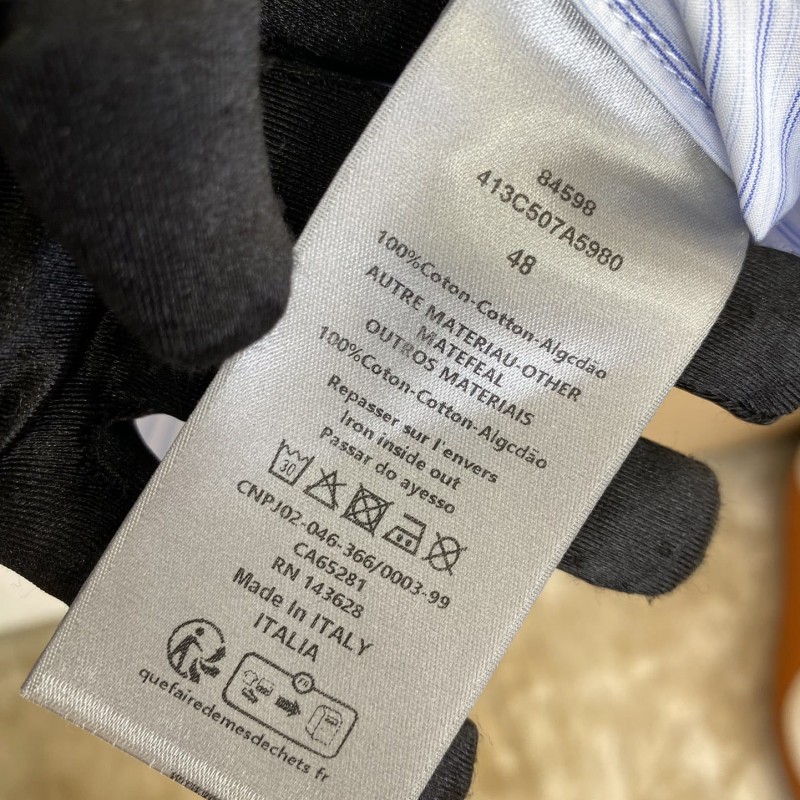 84598
413C507A5980
48
100%Coton-Cotton-Algcdão
AUTRE MATERIAU-OTHER
MATEFEAL
OUTROS MATERIAIS
100%Coton-Cotton-Algcdão
Repasser sur l'envers
Iron inside out
Passar do ayesso
30
CNPJ02-046-366/0003-99
CA65281
RN 143628
Made In ITALY
ITALIA
FR
quefairedemesdechets.fr